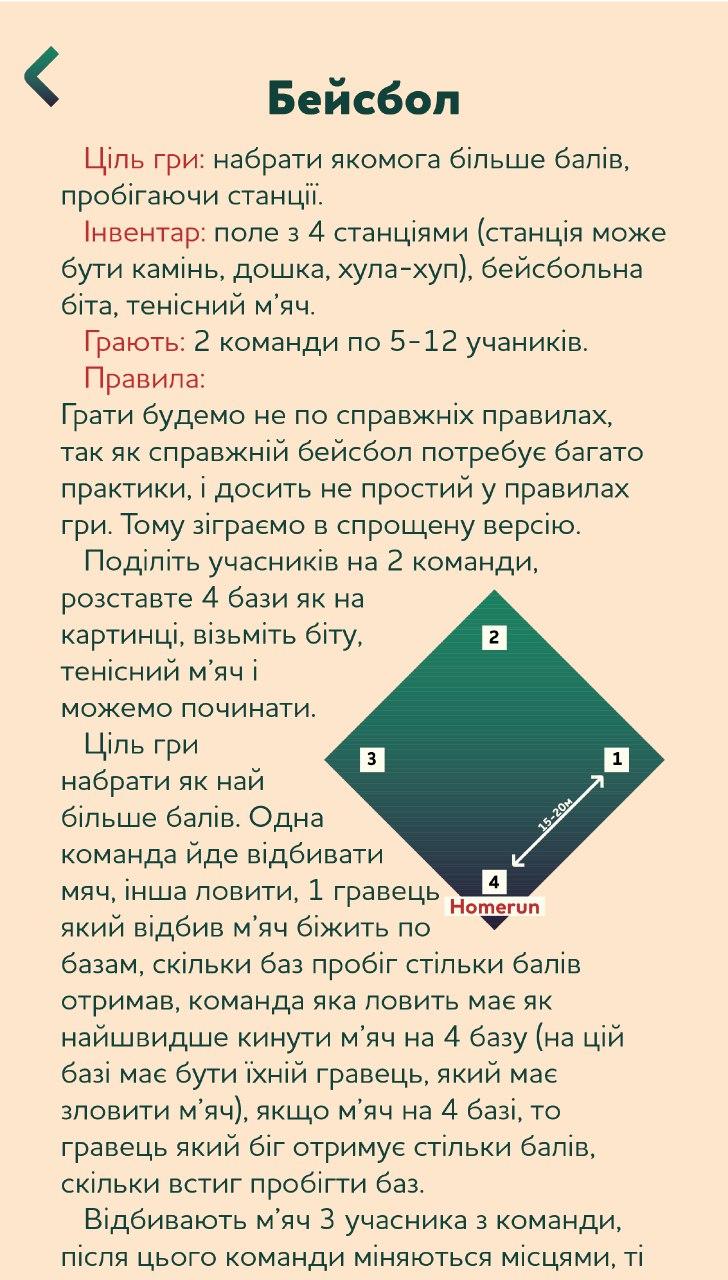 Бейсбол
Ціль гри: набрати якомога більше балів,
пробігаючи станції.
Інвентар: поле з 4 станціями (станція може
бути камінь, дошка, хула-хуп), бейсбольна
біта, тенісний м’яч.
Грають: 2 команди по 5-12 учаників.
Правила:
Грати будемо не по справжніх правилах,
так як справжній бейсбол потребує багато
практики, і досить не простий у правилах
гри. Тому зіграємо в спрощену версію.
Поділіть учасників на 2 команди,
розставте 4 бази як на
картинці, візьміть біту,
тенісний м’яч і
можемо починати.
Ціль гри
набрати як най
більше балів. Одна
команда йде відбивати
мяч, інша ловити, 1 гравець
який відбив м’яч біжить по
базам, скільки баз пробіг стільки балів
отримав, команда яка ловить має як
найшвидше кинути м’яч на 4 базу (на цій
базі має бути їхній гравець, який має
зловити м’яч), якщо м’яч на 4 базі, то
гравець який біг отримує стільки балів,
скільки встиг пробігти баз.
Відбивають м’яч 3 учасника з команди,
після цього команди міняються місцями, ті
2
3
1
15-20м
4
Homerun